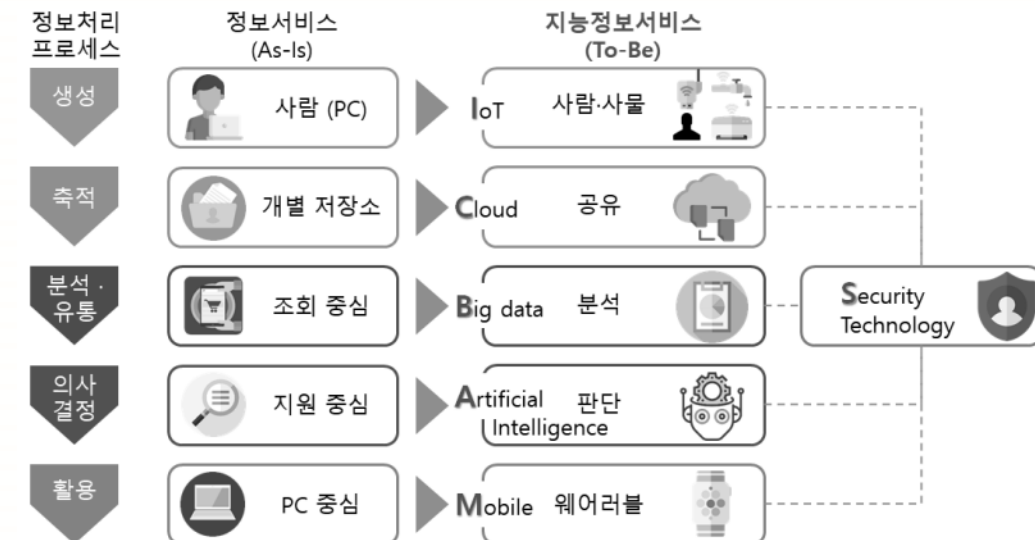 정보처리
프로세스
정보서비스
(As-Is)
지능정보서비스
(To-Be)
생성
사람 (PC)
IoT 사람·사물
축적
개별 저장소
Cloud 공유
분석·
유통
조회 중심
Big data 분석
Security
Technology
의사
결정
지원 중심
Artificial 판단
Intelligence
활용
PC 중심
Mobile 웨어러블